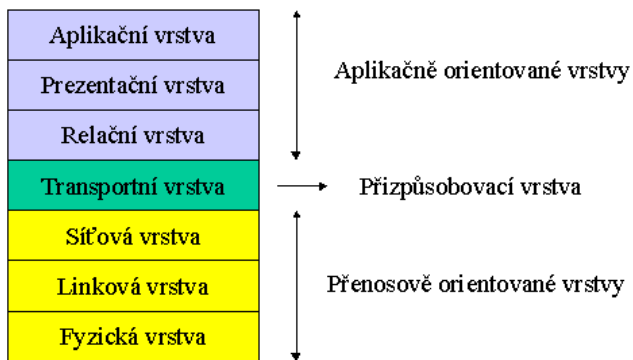 Aplikační vrstva
Prezentační vrstva
Aplikačně orientované vrstvy
Relační vrstva
Transportní vrstva
Přizpůsobovací vrstva
Síťová vrstva
Linková vrstva
Přenosově orientované vrstvy
Fyzická vrstva